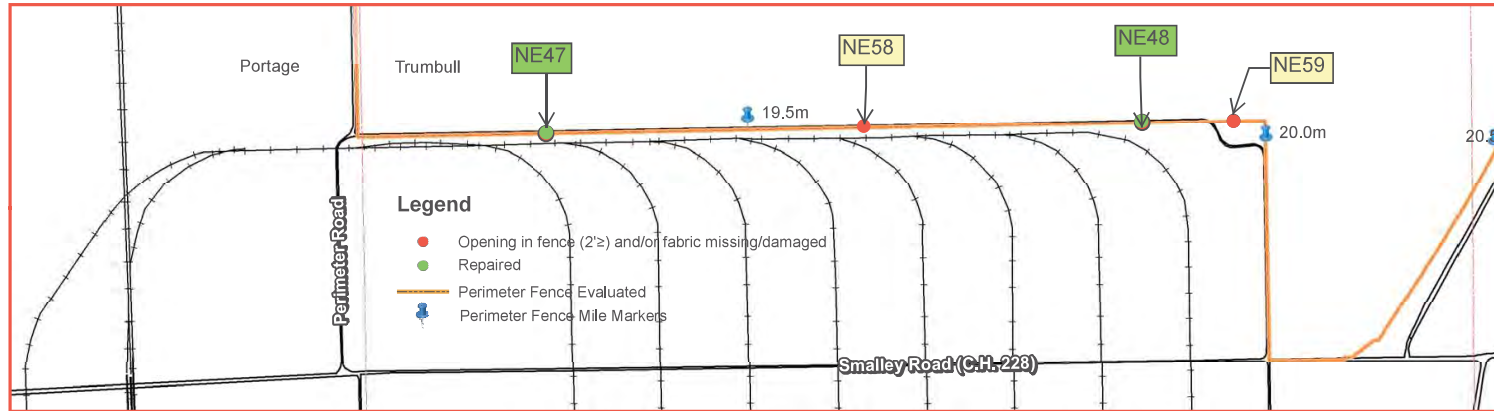 NE47
NE58
NE48
NE59
Portage
Trumbull
19.5m
20.0m
20.
Perimeter Road
Legend
Opening in fence (2'≥) and/or fabric missing/damaged
Repaired
Perimeter Fence Evaluated
Perimeter Fence Mile Markers
Smalley Road (C.H. 228)